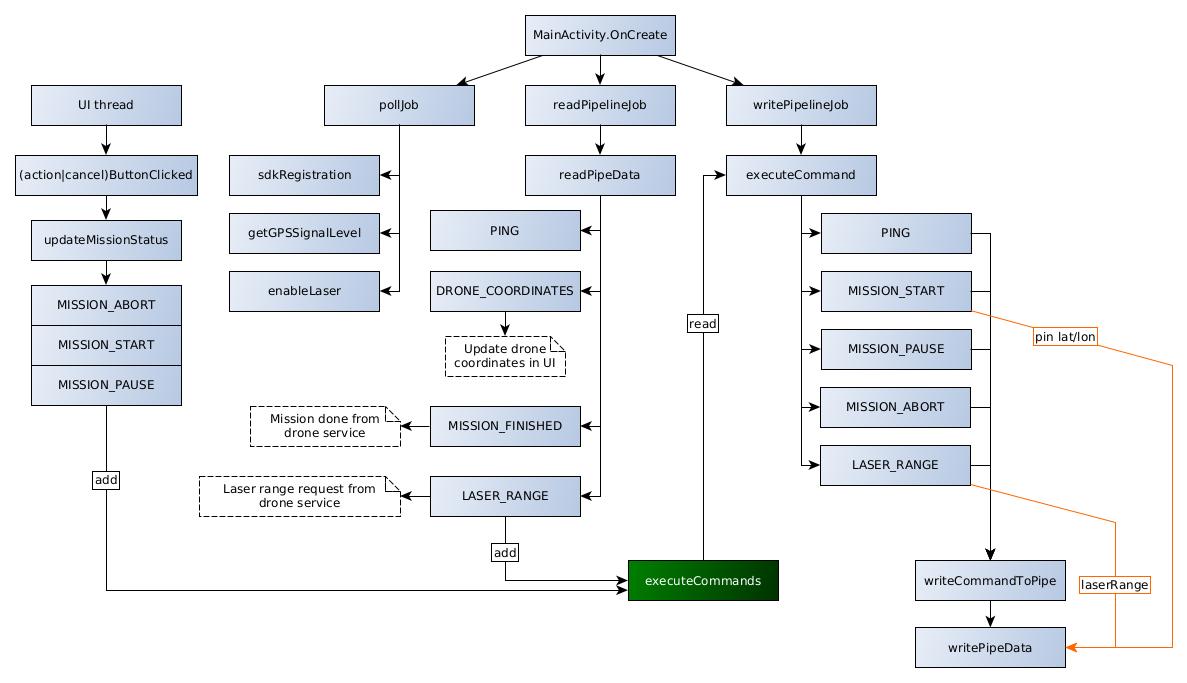 MainActivity.OnCreate
UI thread
pollJob
readPipelineJob
writePipelineJob
(action|cancel)ButtonClicked
sdkRegistration
readPipeData
executeCommand
updateMissionStatus
getGPSSignalLevel
PING
PING
MISSION_ABORT
enableLaser
DRONE_COORDINATES
MISSION_START
MISSION_START
read
pin lat/lon
Update drone
coordinates in UI
MISSION_PAUSE
MISSION_PAUSE
Mission done from
drone service
MISSION_FINISHED
MISSION_ABORT
add
Laser range request from
drone service
LASER_RANGE
LASER_RANGE
add
executeCommands
writeCommandToPipe
laserRange
writePipeData